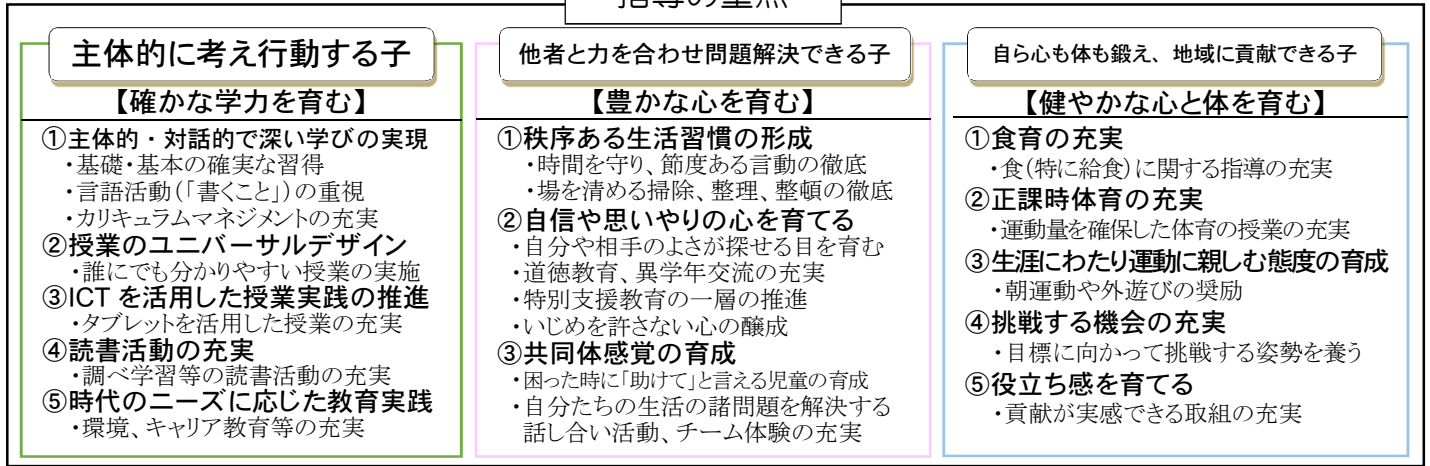 指導の重点
主体的に考え行動する子
【確かな学力を育む】
①主体的・対話的で深い学びの実現
・基礎・基本の確実な習得
・言語活動(「書くこと」)の重視
・カリキュラムマネジメントの充実
②授業のユニバーサルデザイン
・誰にでも分かりやすい授業の実施
③ICT を活用した授業実践の推進
・タブレットを活用した授業の充実
④読書活動の充実
・調べ学習等の読書活動の充実
⑤時代のニーズに応じた教育実践
・環境、キャリア教育等の充実
他者と力を合わせ問題解決できる子
【豊かな心を育む】
①秩序ある生活習慣の形成
・時間を守り、節度ある言動の徹底
・場を清める掃除、整理、整頓の徹底
②自信や思いやりの心を育てる
・自分や相手のよさが探せる目を育む
・道徳教育、異学年交流の充実
・特別支援教育の一層の推進
・いじめを許さない心の醸成
③共同体感覚の育成
・困った時に「助けて」と言える児童の育成
・自分たちの生活の諸問題を解決する
話し合い活動、チーム体験の充実
自ら心も体も鍛え、地域に貢献できる子
【健やかな心と体を育む】
①食育の充実
・食(特に給食)に関する指導の充実
②正課時体育の充実
・運動量を確保した体育の授業の充実
③生涯にわたり運動に親しむ態度の育成
・朝運動や外遊びの奨励
④挑戦する機会の充実
・目標に向かって挑戦する姿勢を養う
⑤役立ち感を育てる
・貢献が実感できる取組の充実